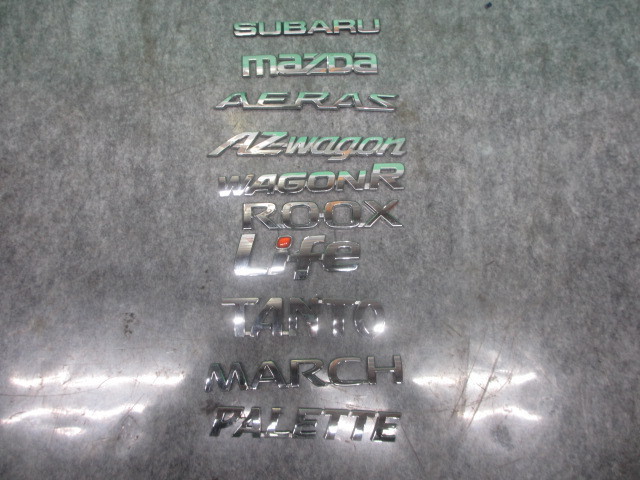 SUBARU
mazda
AERAS
AZ-wagon
WAGON R
ROOX
Life
TANTO
MARCH
PALETTE